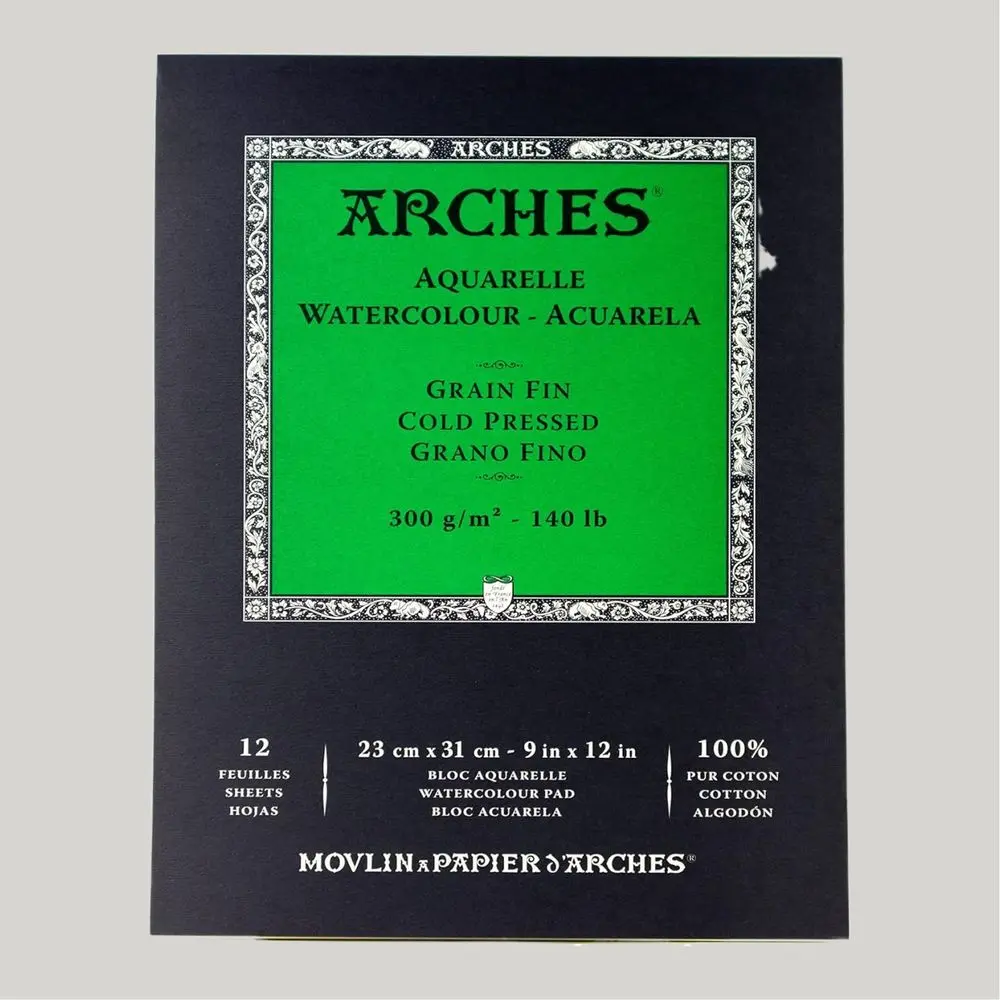 ARCHES
ARCHES®
AQUARELLE
WATERCOLOUR - ACUARELA
GRAIN FIN
COLD PRESSED
GRANO FINO
300 g/m² - 140 lb
12
FEUILLES
SHEETS
HOJAS
23 cm x 31 cm - 9 in x 12 in
BLOC AQUARELLE
WATERCOLOUR PAD
BLOC ACUARELA
100%
PUR COTON
COTTON
ALGODÓN
MOVLIN A PAPIER D'ARCHES®